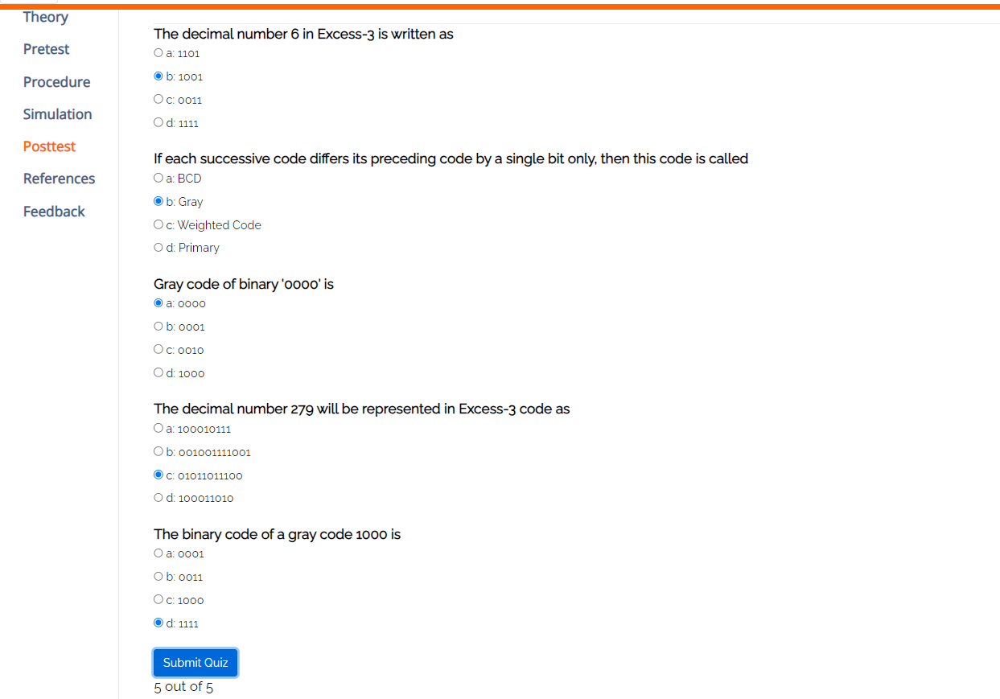 Theory
Pretest
Procedure
Simulation
Posttest
References
Feedback
The decimal number 6 in Excess-3 is written as
a: 1101
b: 1001
c: 0011
d: 1111
If each successive code differs its preceding code by a single bit only, then this code is called
a: BCD
b: Gray
c: Weighted Code
d: Primary
Gray code of binary '0000' is
a: 0000
b: 0001
c: 0010
d: 1000
The decimal number 279 will be represented in Excess-3 code as
a: 100010111
b: 001001111001
c: 01011011100
d: 100011010
The binary code of a gray code 1000 is
a: 0001
b: 0011
c: 1000
d: 1111
Submit Quiz
5 out of 5